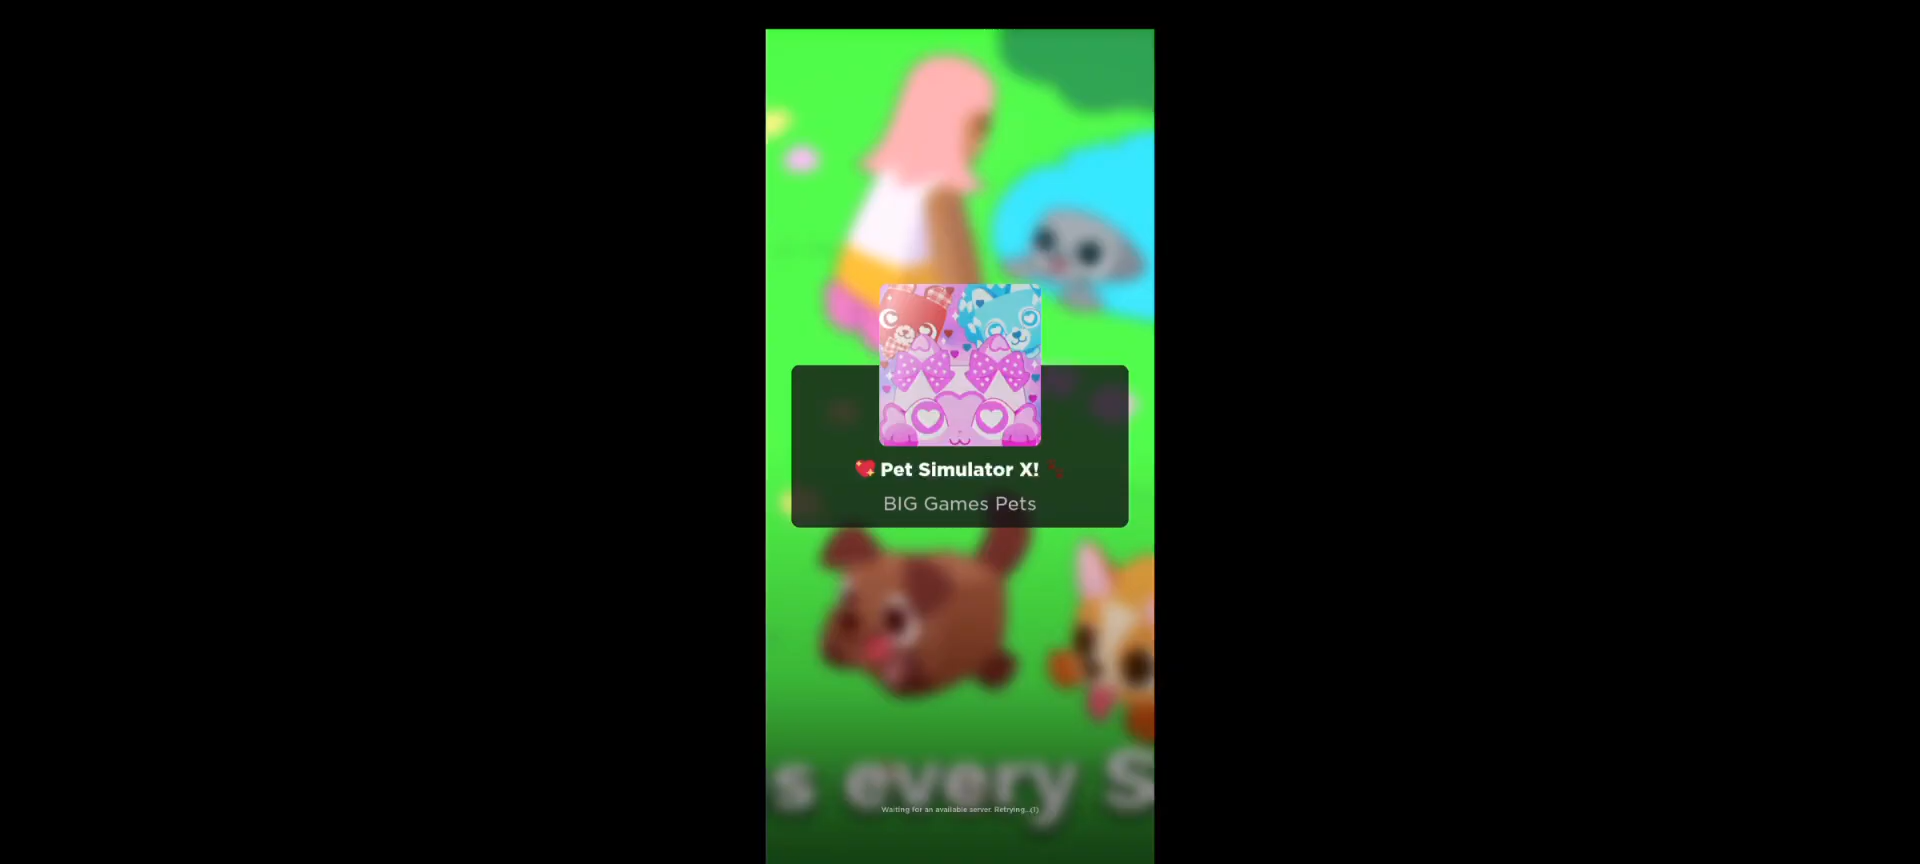 💖 Pet Simulator X!
BIG Games Pets
s every S
Waiting for an available server. Retrying...(1)